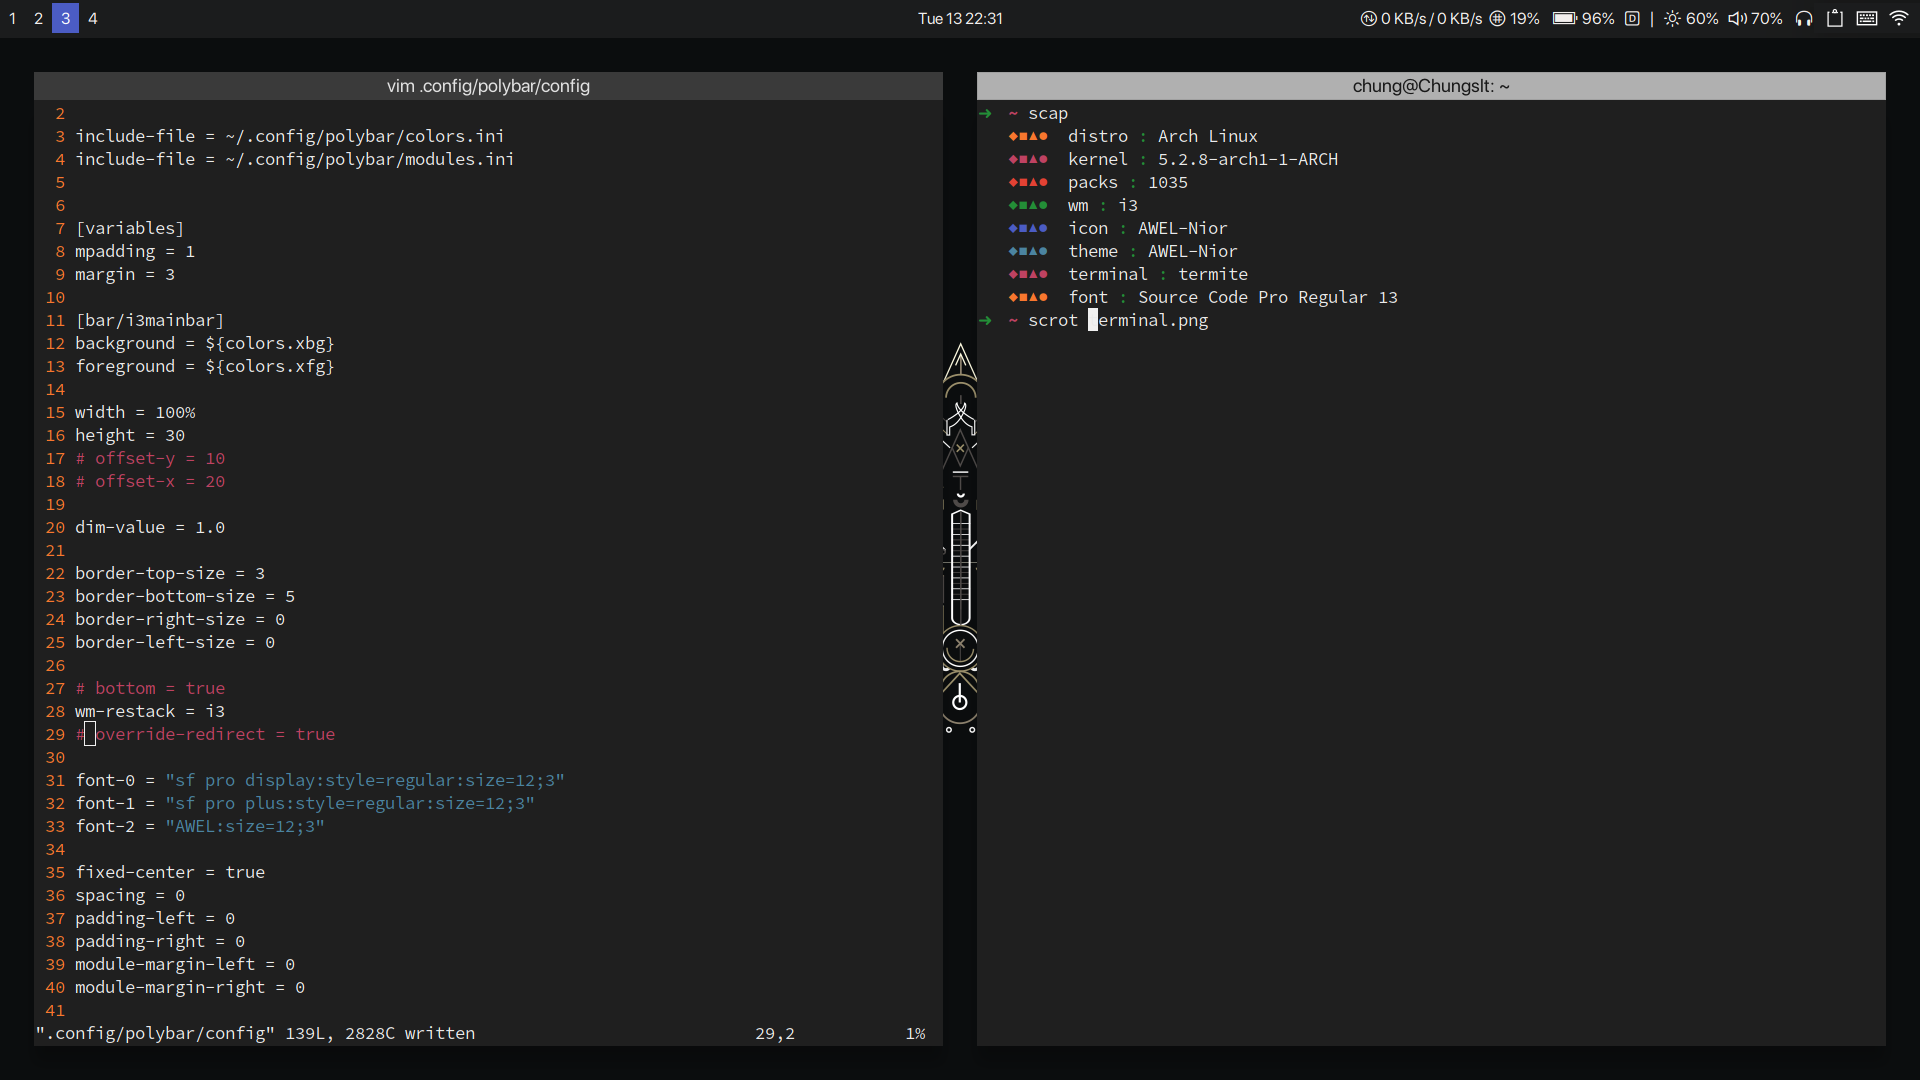 1 2 3 4
Tue 13 22:31
0 KB/s / 0 KB/s 19% 96% D | 60% 70%
vim .config/polybar/config
2
3 include-file = ~/.config/polybar/colors.ini
4 include-file = ~/.config/polybar/modules.ini
5
6
7 [variables]
8 mpadding = 1
9 margin = 3
10
11 [bar/i3mainbar]
12 background = ${colors.xbg}
13 foreground = ${colors.xfg}
14
15 width = 100%
16 height = 30
17 # offset-y = 10
18 # offset-x = 20
19
20 dim-value = 1.0
21
22 border-top-size = 3
23 border-bottom-size = 5
24 border-right-size = 0
25 border-left-size = 0
26
27 # bottom = true
28 wm-restack = i3
29 # override-redirect = true
30
31 font-0 = "sf pro display:style=regular:size=12;3"
32 font-1 = "sf pro plus:style=regular:size=12;3"
33 font-2 = "AWEL:size=12;3"
34
35 fixed-center = true
36 spacing = 0
37 padding-left = 0
38 padding-right = 0
39 module-margin-left = 0
40 module-margin-right = 0
41
".config/polybar/config" 139L, 2828C written 29,2 1%
chung@ChungsIt: ~
➜ ~ scap
◆■▲● distro : Arch Linux
◆■▲● kernel : 5.2.8-arch1-1-ARCH
◆■▲● packs : 1035
◆■▲● wm : i3
◆■▲● icon : AWEL-Nior
◆■▲● theme : AWEL-Nior
◆■▲● terminal : termite
◆■▲● font : Source Code Pro Regular 13
➜ ~ scrot erminal.png